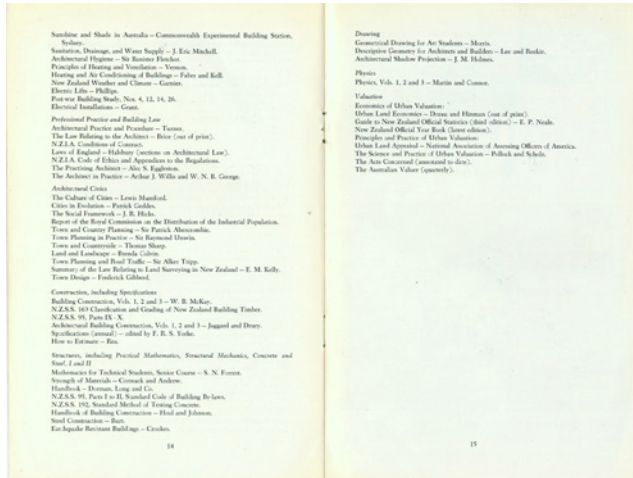 Sunshine and Shade in Australia – Commonwealth Experimental Building Station,
Sydney.
Sanitation, Drainage, and Water Supply – J. Eric Mitchell.
Architectural Hygiene – Sir Banister Fletcher.
Principles of Heating and Ventilation – Vernon.
Heating and Air Conditioning of Buildings – Faber and Kell.
New Zealand Weather and Climate – Garnier.
Electric Lifts – Phillips.
Post-war Building Study, Nos. 4, 12, 14, 26.
Electrical Installations – Grant.
Professional Practice and Building Law
Architectural Practice and Procedure – Turner.
The Law Relating to the Architect – Brice (out of print).
N.Z.I.A. Conditions of Contract.
Laws of England – Halsbury (sections on Architectural Law).
N.Z.I.A. Code of Ethics and Appendix to the Regulations.
The Practising Architect – Alec S. Eggleston.
The Architect in Practice – Arthur J. Willis and W. N. B. George.
Architectural Civics
The Culture of Cities – Lewis Mumford.
Cities in Evolution – Patrick Geddes.
The Social Framework – J. R. Hicks.
Report of the Royal Commission on the Distribution of the Industrial Population.
Town and Country Planning – Sir Patrick Abercrombie.
Town Planning in Practice – Sir Raymond Unwin.
Town and Countryside – Thomas Sharp.
Land and Landscape – Brenda Colvin.
Town Planning and Road Traffic – Sir Alker Tripp.
Summary of the Law Relating to Land Surveying in New Zealand – E. M. Kelly.
Town Design – Frederick Gibberd.
Construction, including Specifications
Building Construction, Vols. 1, 2 and 3 – W. B. McKay.
N.Z.S.S. 169 Classification and Grading of New Zealand Building Timber.
N.Z.S.S. 95, Parts IX - X.
Architectural Building Construction, Vols. 1, 2 and 3 – Jaggard and Drury.
Specifications (annual) – edited by F. R. S. Yorke.
How to Estimate – Rea.
Structures, including Practical Mathematics, Structural Mechanics, Concrete and
Steel, I and II
Mathematics for Technical Students, Senior Course – S. N. Forrest.
Strength of Materials – Cormack and Andrew.
Handbook – Dorman, Long and Co.
N.Z.S.S. 95, Parts I to II, Standard Code of Building By-laws.
N.Z.S.S. 192, Standard Method of Testing Concrete.
Handbook of Building Construction – Hool and Johnson.
Steel Construction – Burt.
Earthquake Resistant Buildings – Creskes.
14
Drawing
Geometrical Drawing for Art Students – Morris.
Descriptive Geometry for Architects and Builders – Lee and Reekie.
Architectural Shadow Projection – J. M. Holmes.
Physics
Physics, Vols. 1, 2 and 3 – Martin and Connor.
Valuation
Economics of Urban Valuation:
Urban Land Economics – Dorau and Hinman (out of print).
Guide to New Zealand Official Statistics (third edition) – E. P. Neale.
New Zealand Official Year Book (latest edition).
Principles and Practice of Urban Valuation:
Urban Land Appraisal – National Association of Assessing Officers of America.
The Science and Practice of Urban Valuation – Pollock and Scholz.
The Acts Concerned (annotated to date).
The Australian Valuer (quarterly).
15